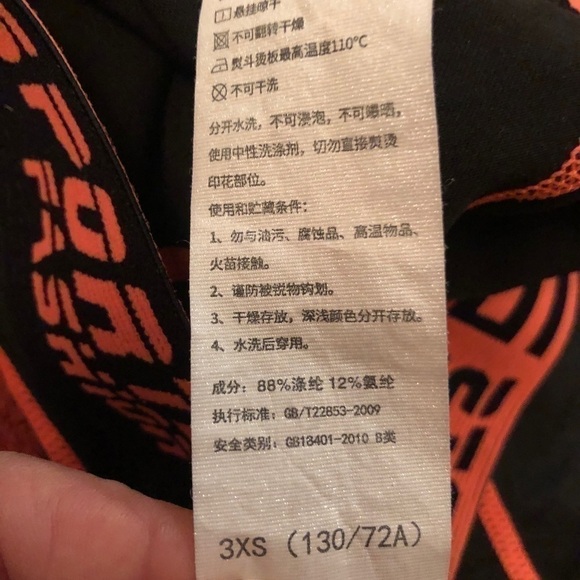 悬挂晾干
不可翻转干燥
熨斗烫板最高温度110℃
不可干洗
分开水洗，不可浸泡，不可曝晒，
使用中性洗涤剂，切勿直接熨烫
印花部位。
使用和贮藏条件：
1、勿与油污、腐蚀品、高温物品、
火苗接触。
2、谨防被锐物钩划。
3、干燥存放，深浅颜色分开存放。
4、水洗后穿用。
成分：88%涤纶 12%氨纶
执行标准：GB/T22853-2009
安全类别：GB18401-2010 B类
3XS（130/72A）